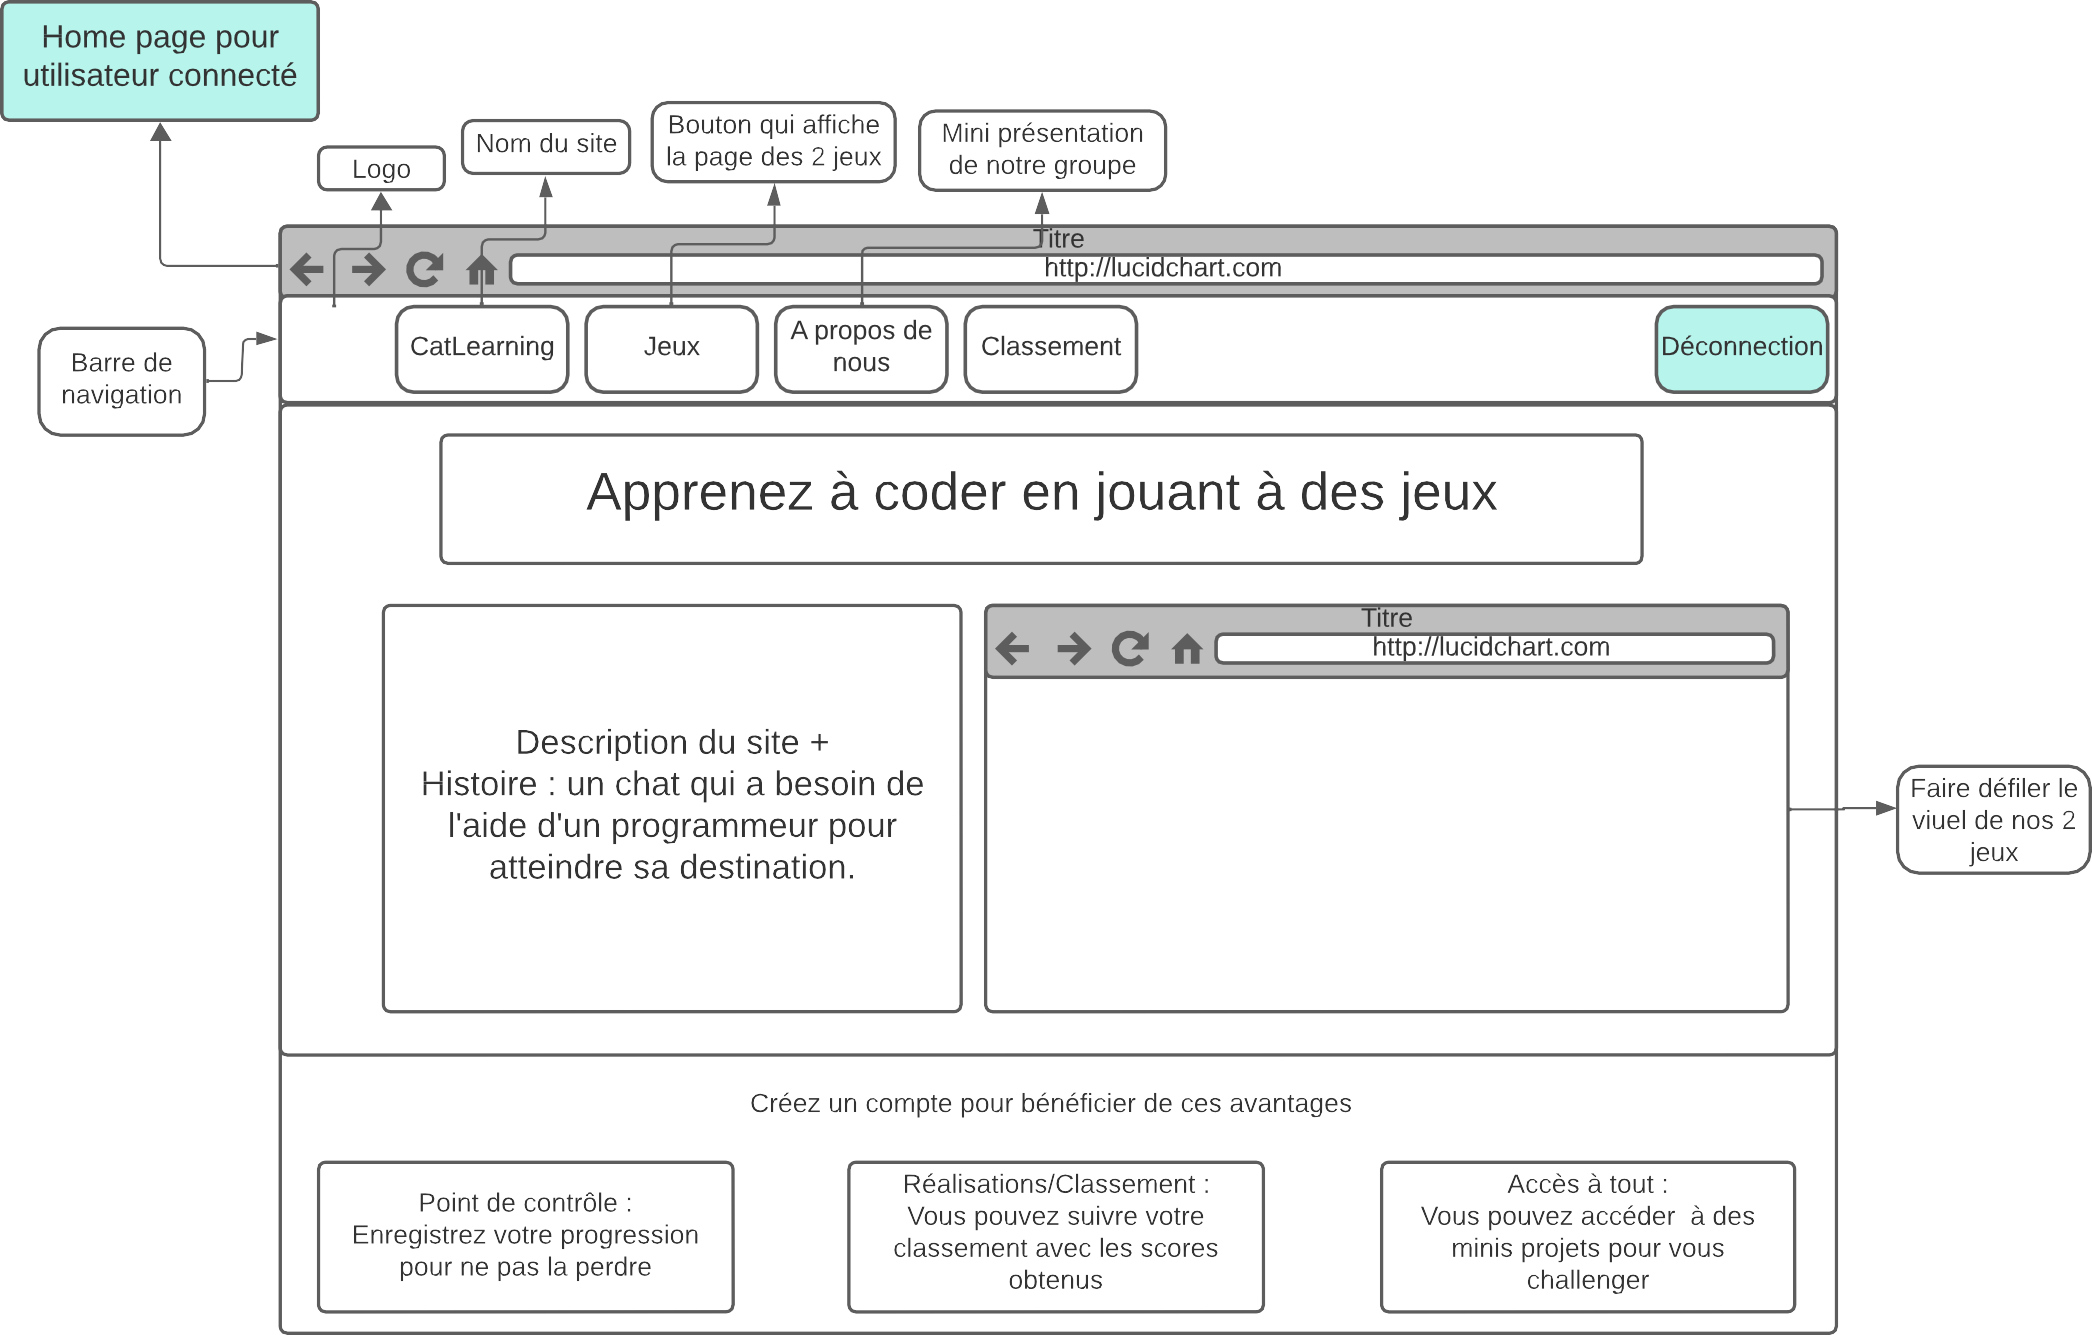 Home page pour
utilisateur connecté
Logo
Nom du site
Bouton qui affiche
la page des 2 jeux
Mini présentation
de notre groupe
Titre
http://lucidchart.com
Barre de
navigation
CatLearning
Jeux
A propos de
nous
Classement
Déconnection
Apprenez à coder en jouant à des jeux
Description du site +
Histoire : un chat qui a besoin de
l'aide d'un programmeur pour
atteindre sa destination.
Titre
http://lucidchart.com
Faire défiler le
viuel de nos 2
jeux
Créez un compte pour bénéficier de ces avantages
Point de contrôle :
Enregistrez votre progression
pour ne pas la perdre
Réalisations/Classement :
Vous pouvez suivre votre
classement avec les scores
obtenus
Accès à tout :
Vous pouvez accéder  à des
minis projets pour vous
challenger